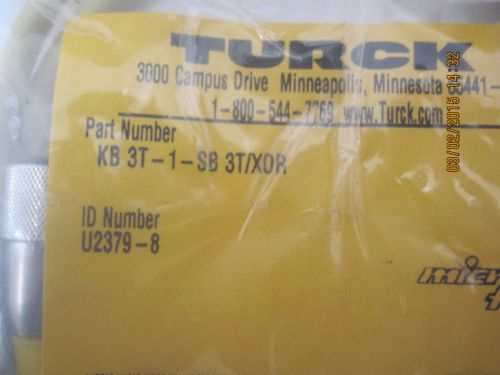 TURCK
3000 Campus Drive Minneapolis, Minnesota 55441-
1-800-544-7769 www.Turck.com
Part Number
KB 3T-1-SB 3T/XOR
ID Number
U2379-8
03/02/2015 14:32